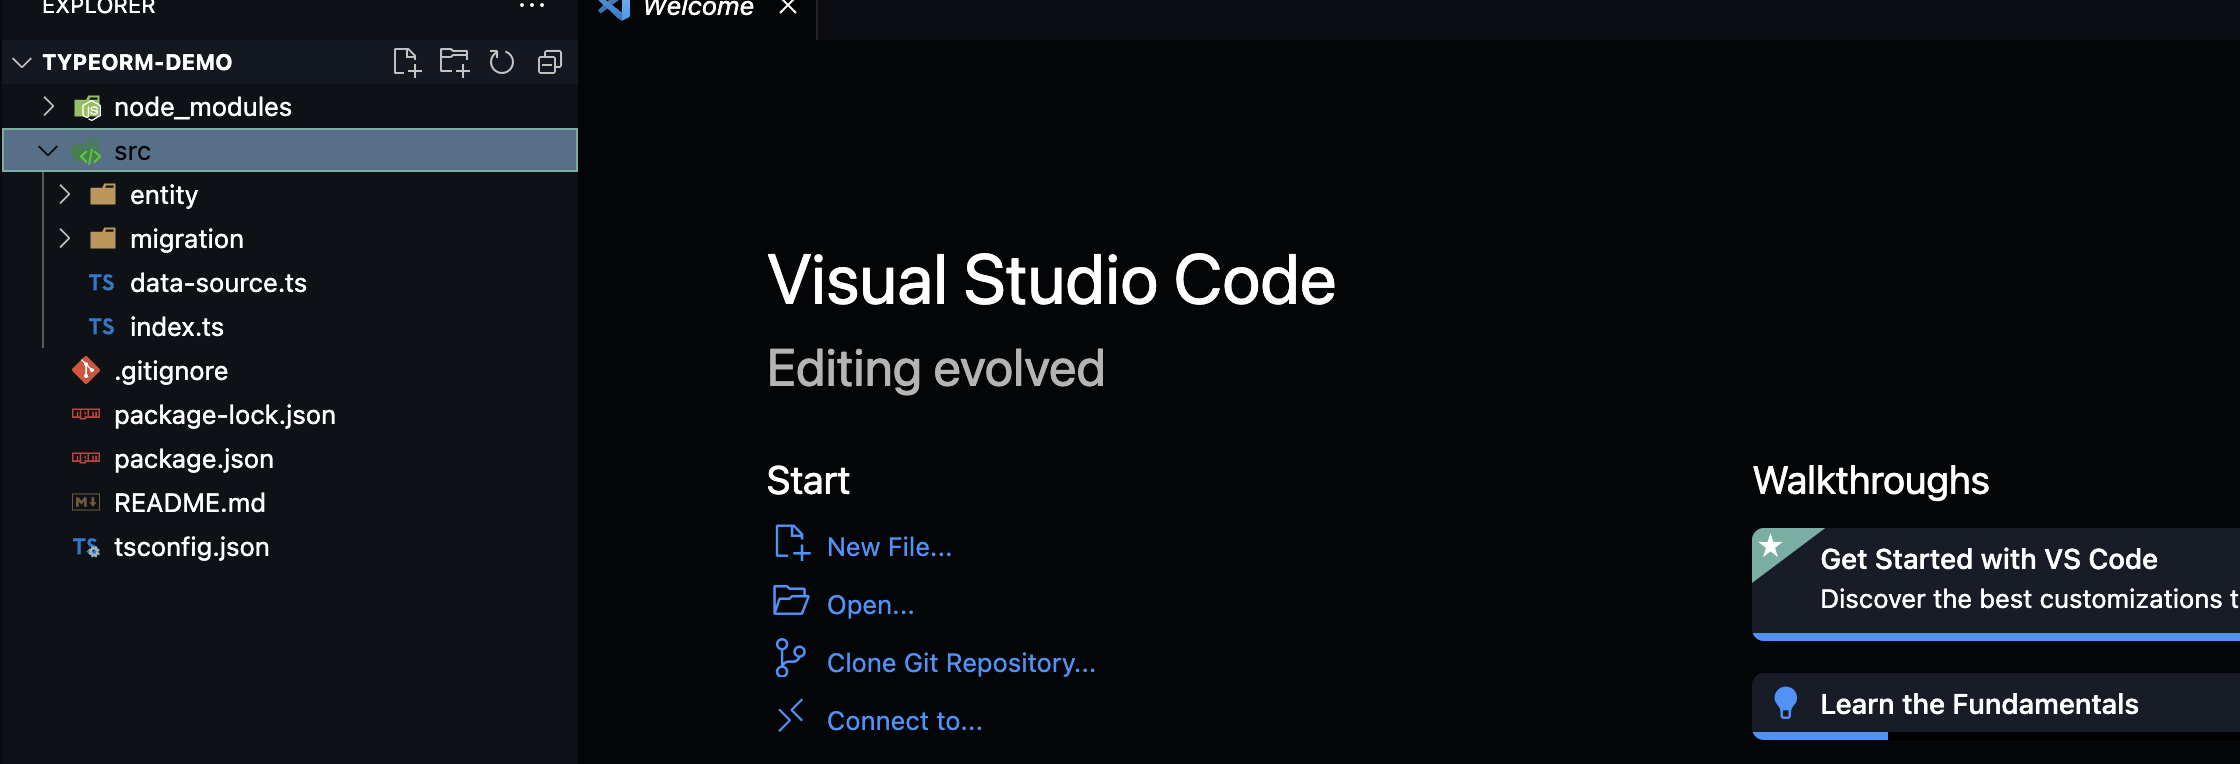 EXPLORER
Welcome
TYPEORM-DEMO
node_modules
src
entity
migration
data-source.ts
index.ts
.gitignore
package-lock.json
package.json
README.md
tsconfig.json
Visual Studio Code
Editing evolved
Start
New File...
Open...
Clone Git Repository...
Connect to...
Walkthroughs
Get Started with VS Code
Discover the best customizations t
Learn the Fundamentals